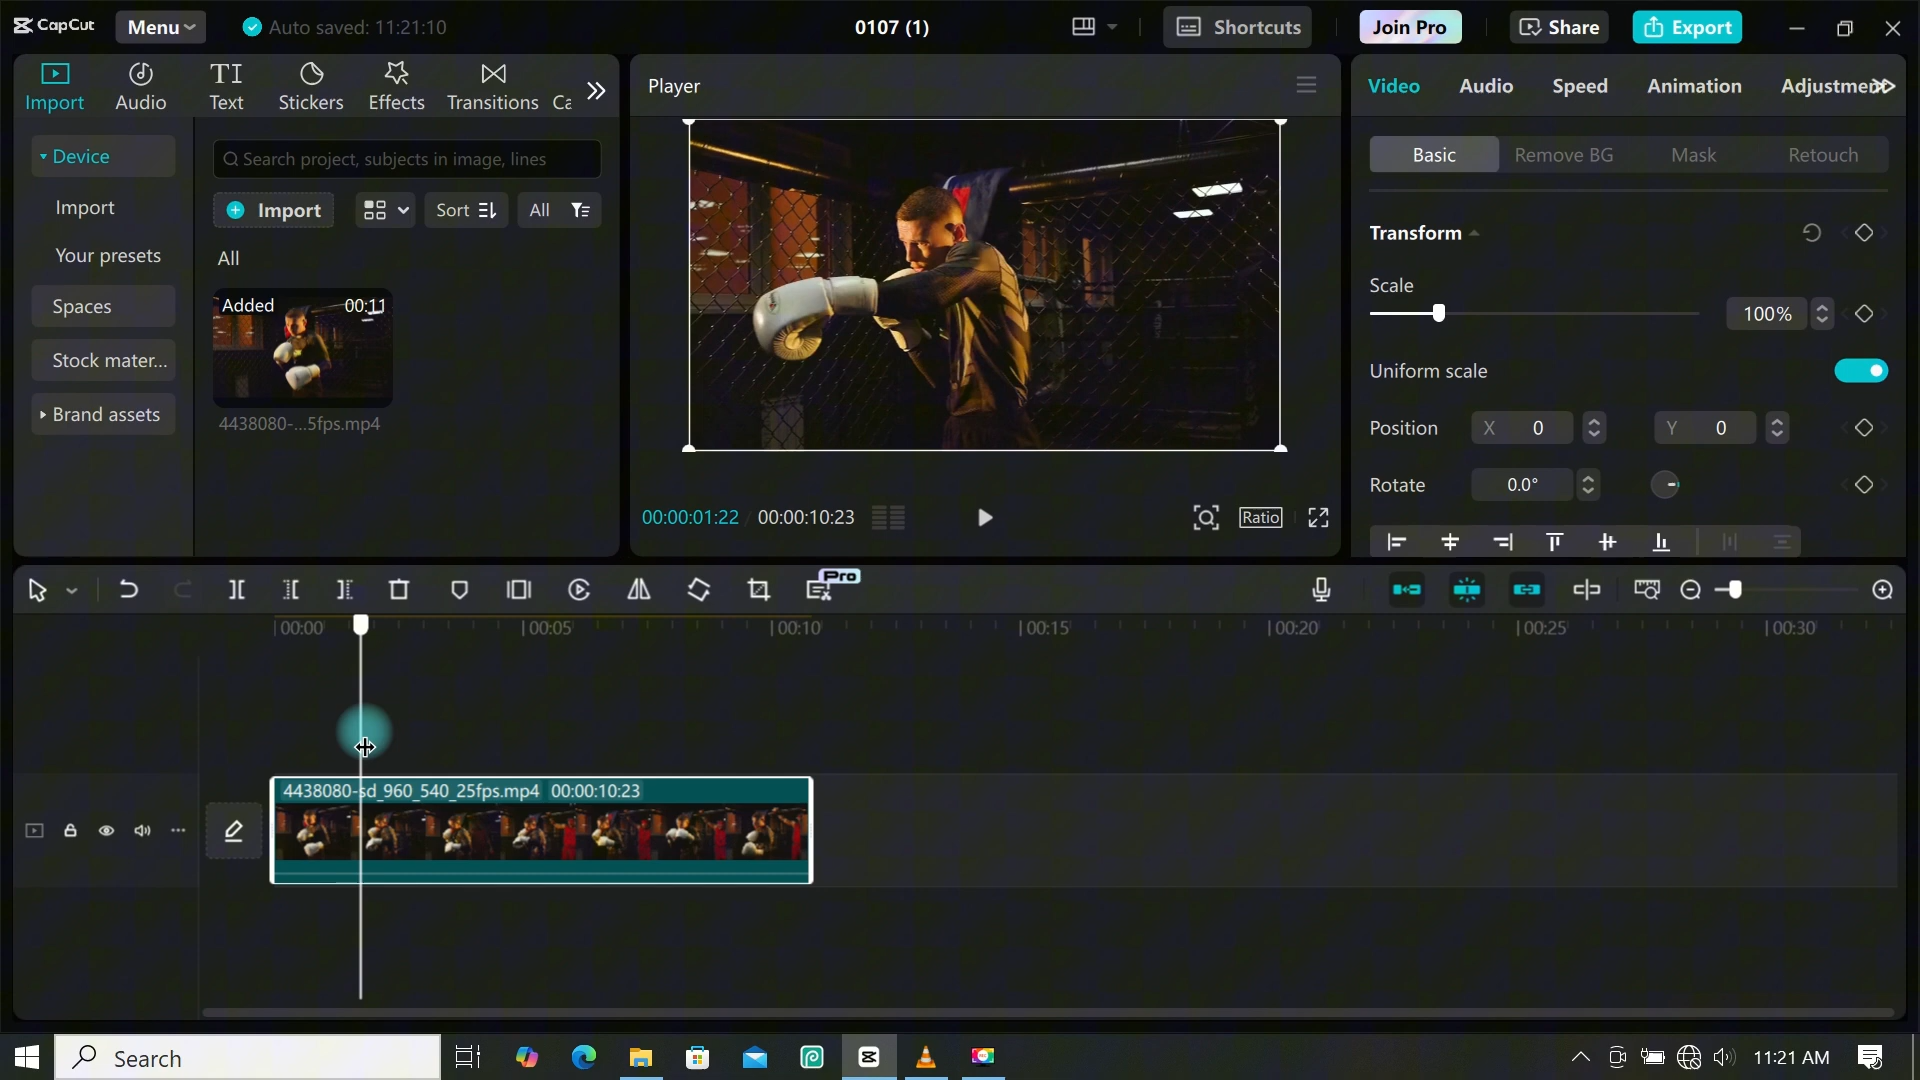 CapCut
Menu
Auto saved: 11:21:10
0107 (1)
Shortcuts
Join Pro
Share
Export
Import
Audio
TI
Text
Stickers
Effects
Transitions
Ca
Player
Video
Audio
Speed
Animation
Adjustment
Device
Import
Your presets
Spaces
Stock mater...
Brand assets
Search project, subjects in image, lines
Import
Sort
All
All
Added
00:11
4438080-...5fps.mp4
Basic
Remove BG
Mask
Retouch
Transform
Scale
100%
Uniform scale
Position
X 0
Y 0
Rotate
0.0°
00:00:01:22 / 00:00:10:23
Ratio
Pro
00:00
00:05
00:10
00:15
00:20
00:25
00:30
4438080-sd_960_540_25fps.mp4 00:00:10:23
Search
11:21 AM